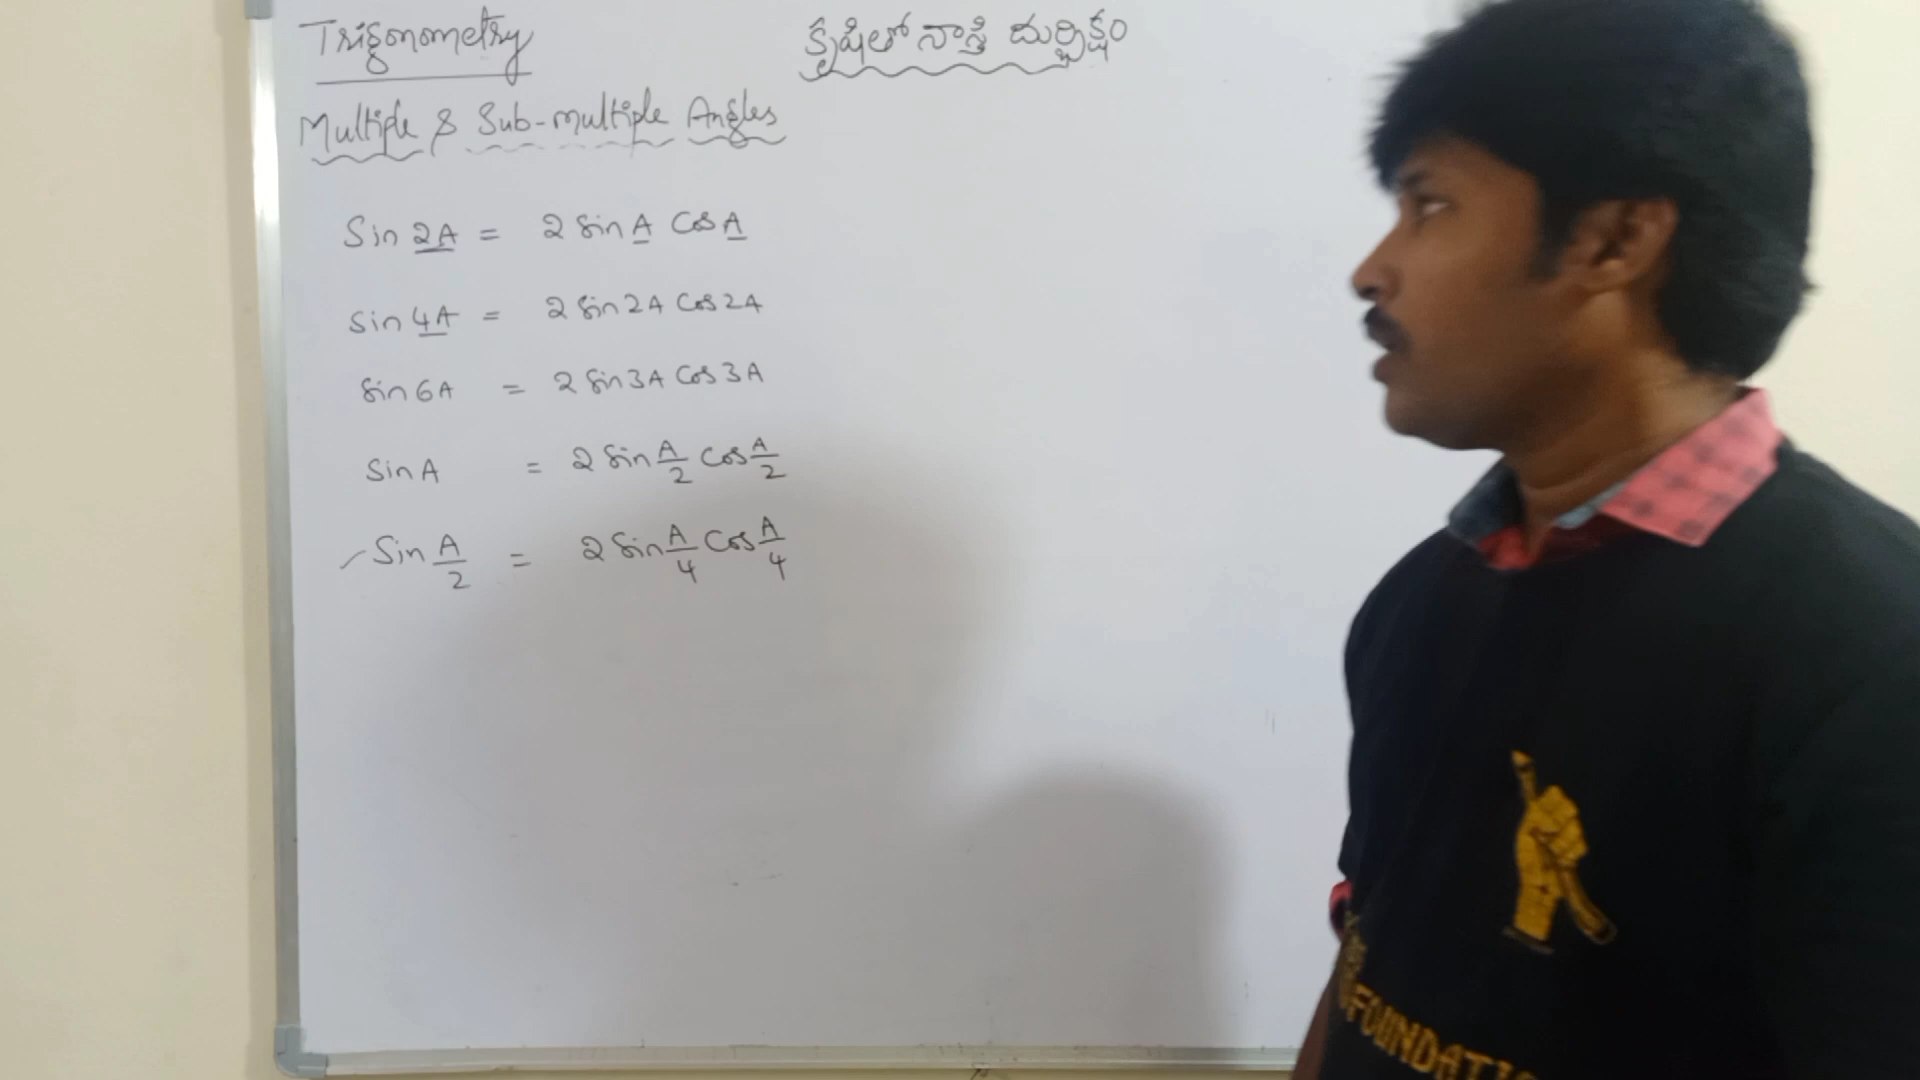 Trigonometry
కృషితో నాస్తి దుర్భిక్షం
Multiple & Sub-multiple Angles
Sin 2A = 2 Sin A Cos A
Sin 4A = 2 Sin 2A Cos 2A
Sin 6A = 2 Sin 3A Cos 3A
Sin A = 2 Sin A/2 Cos A/2
Sin A/2 = 2 Sin A/4 Cos A/4